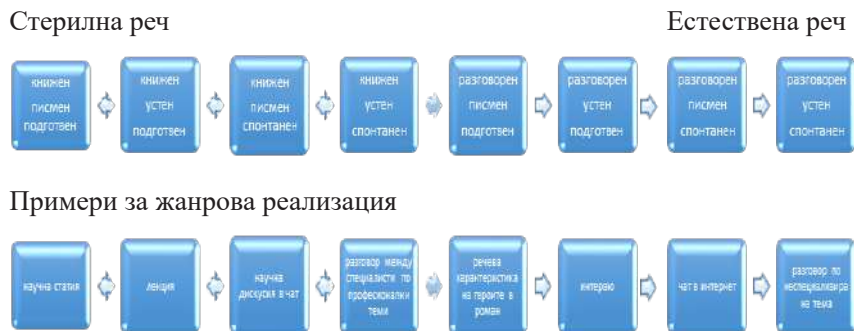 Стерилна реч
Естествена реч
книжен
писмен
подготвен
книжен
устен
подготвен
книжен
писмен
спонтанен
книжен
устен
спонтанен
разговорен
писмен
подготвен
разговорен
устен
подготвен
разговорен
писмен
спонтанен
разговорен
устен
спонтанен
Примери за жанрова реализация
научна статия
лекция
научна
дискусия в чат
разговор между
специалисти по
професионални
теми
речева
характеристика
на героите в
роман
интервю
чат в интернет
разговор по
неспециализира
на тема